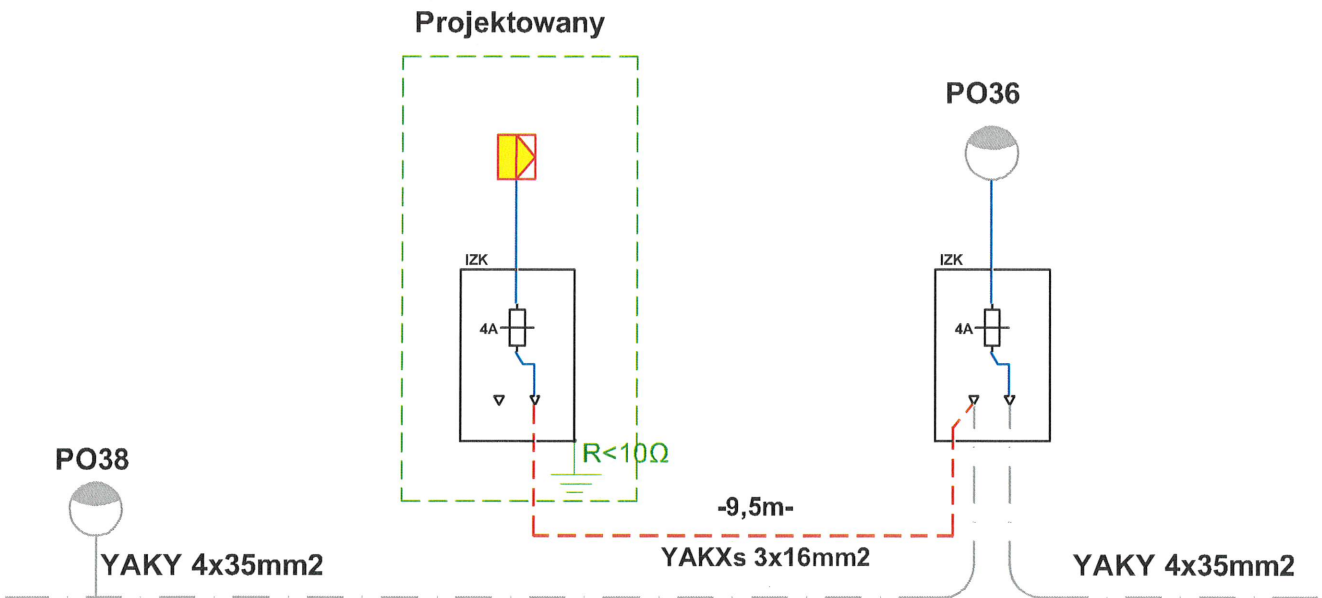 Projektowany
PO36
IZK
IZK
4A
4A
R<10Ω
PO38
-9,5m-
YAKY 4x35mm2
YAKXs 3x16mm2
YAKY 4x35mm2